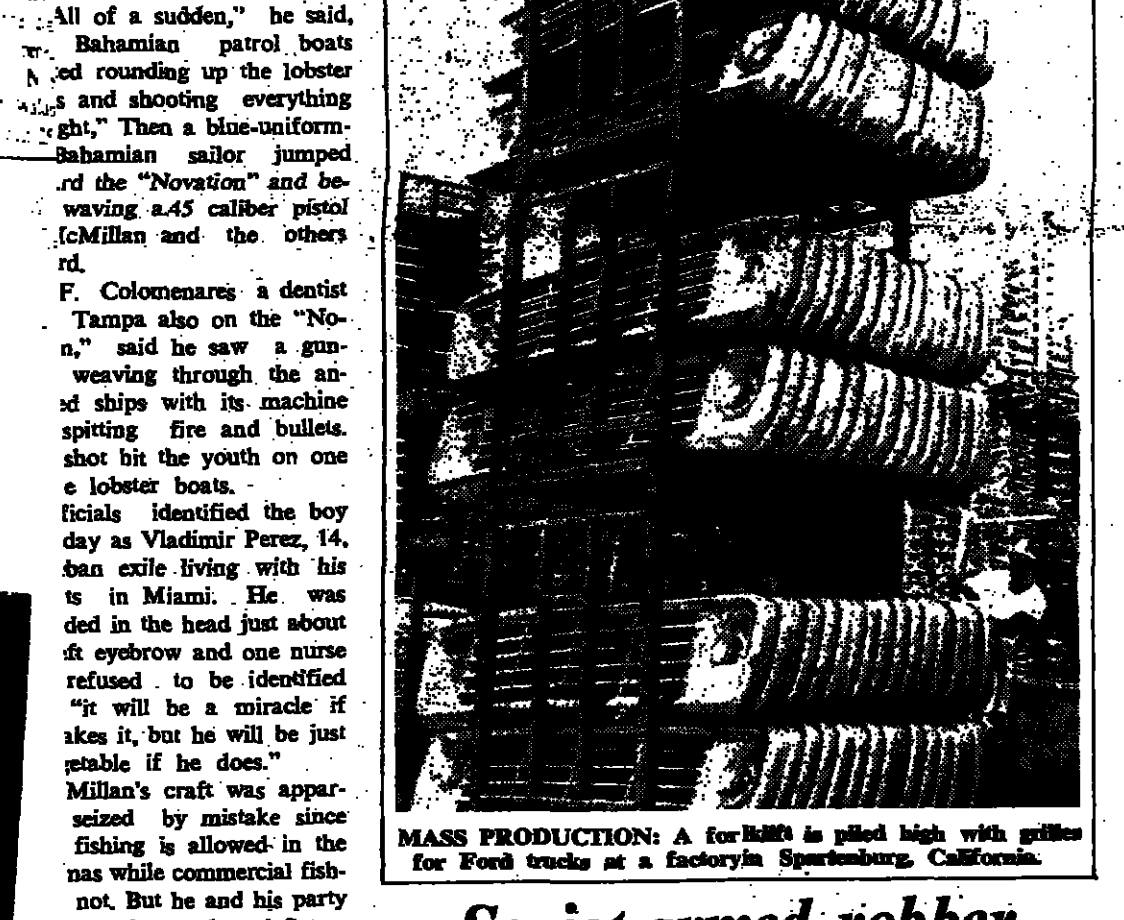 All of a sudden," he said,
Bahamian patrol boats
ed rounding up the lobster
s and shooting everything
ght," Then a blue-uniform-
Bahamian sailor jumped
rd the "Novation" and be-
waving a.45 caliber pistol
cMillan and the others
rd.
F. Colomenares a dentist
Tampa also on the "No-
n," said he saw a gun-
weaving through the an-
ed ships with its machine
spitting fire and bullets.
shot hit the youth on one
e lobster boats.
ficials identified the boy
day as Vladimir Perez, 14,
ban exile living with his
ts in Miami. He was
ded in the head just about
ft eyebrow and one nurse
refused to be identified
"it will be a miracle if
akes it, but he will be just
getable if he does."
Millan's craft was appar-
seized by mistake since
fishing is allowed in the
nas while commercial fish-
not. But he and his party
MASS PRODUCTION: A forklift is piled high with grilles
for Ford trucks at a factoryin Spartenburg, California.
armed robber